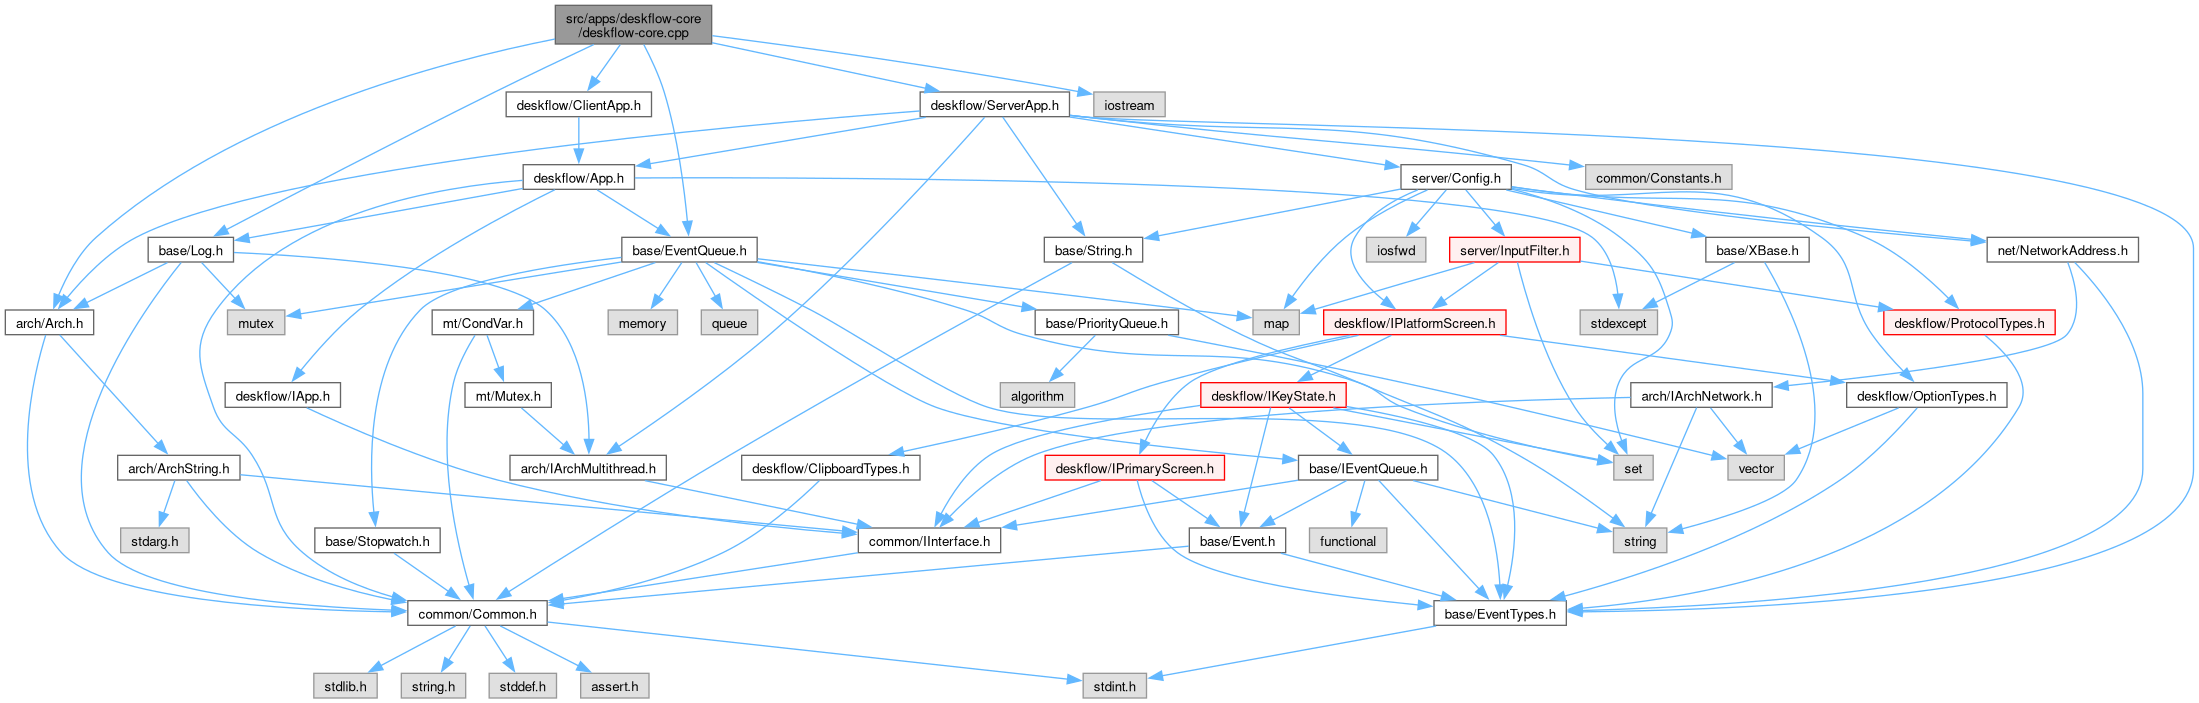 src/apps/deskflow-core
/deskflow-core.cpp
deskflow/ClientApp.h
deskflow/ServerApp.h
iostream
deskflow/App.h
server/Config.h
common/Constants.h
base/Log.h
base/EventQueue.h
base/String.h
iosfwd
server/InputFilter.h
base/XBase.h
net/NetworkAddress.h
arch/Arch.h
mutex
mt/CondVar.h
memory
queue
base/PriorityQueue.h
map
deskflow/IPlatformScreen.h
stdexcept
deskflow/ProtocolTypes.h
deskflow/IApp.h
mt/Mutex.h
algorithm
deskflow/IKeyState.h
arch/IArchNetwork.h
deskflow/OptionTypes.h
arch/ArchString.h
arch/IArchMultithread.h
deskflow/ClipboardTypes.h
deskflow/IPrimaryScreen.h
base/IEventQueue.h
set
vector
stdarg.h
base/Stopwatch.h
common/IInterface.h
base/Event.h
functional
string
common/Common.h
base/EventTypes.h
stdlib.h
string.h
stddef.h
assert.h
stdint.h